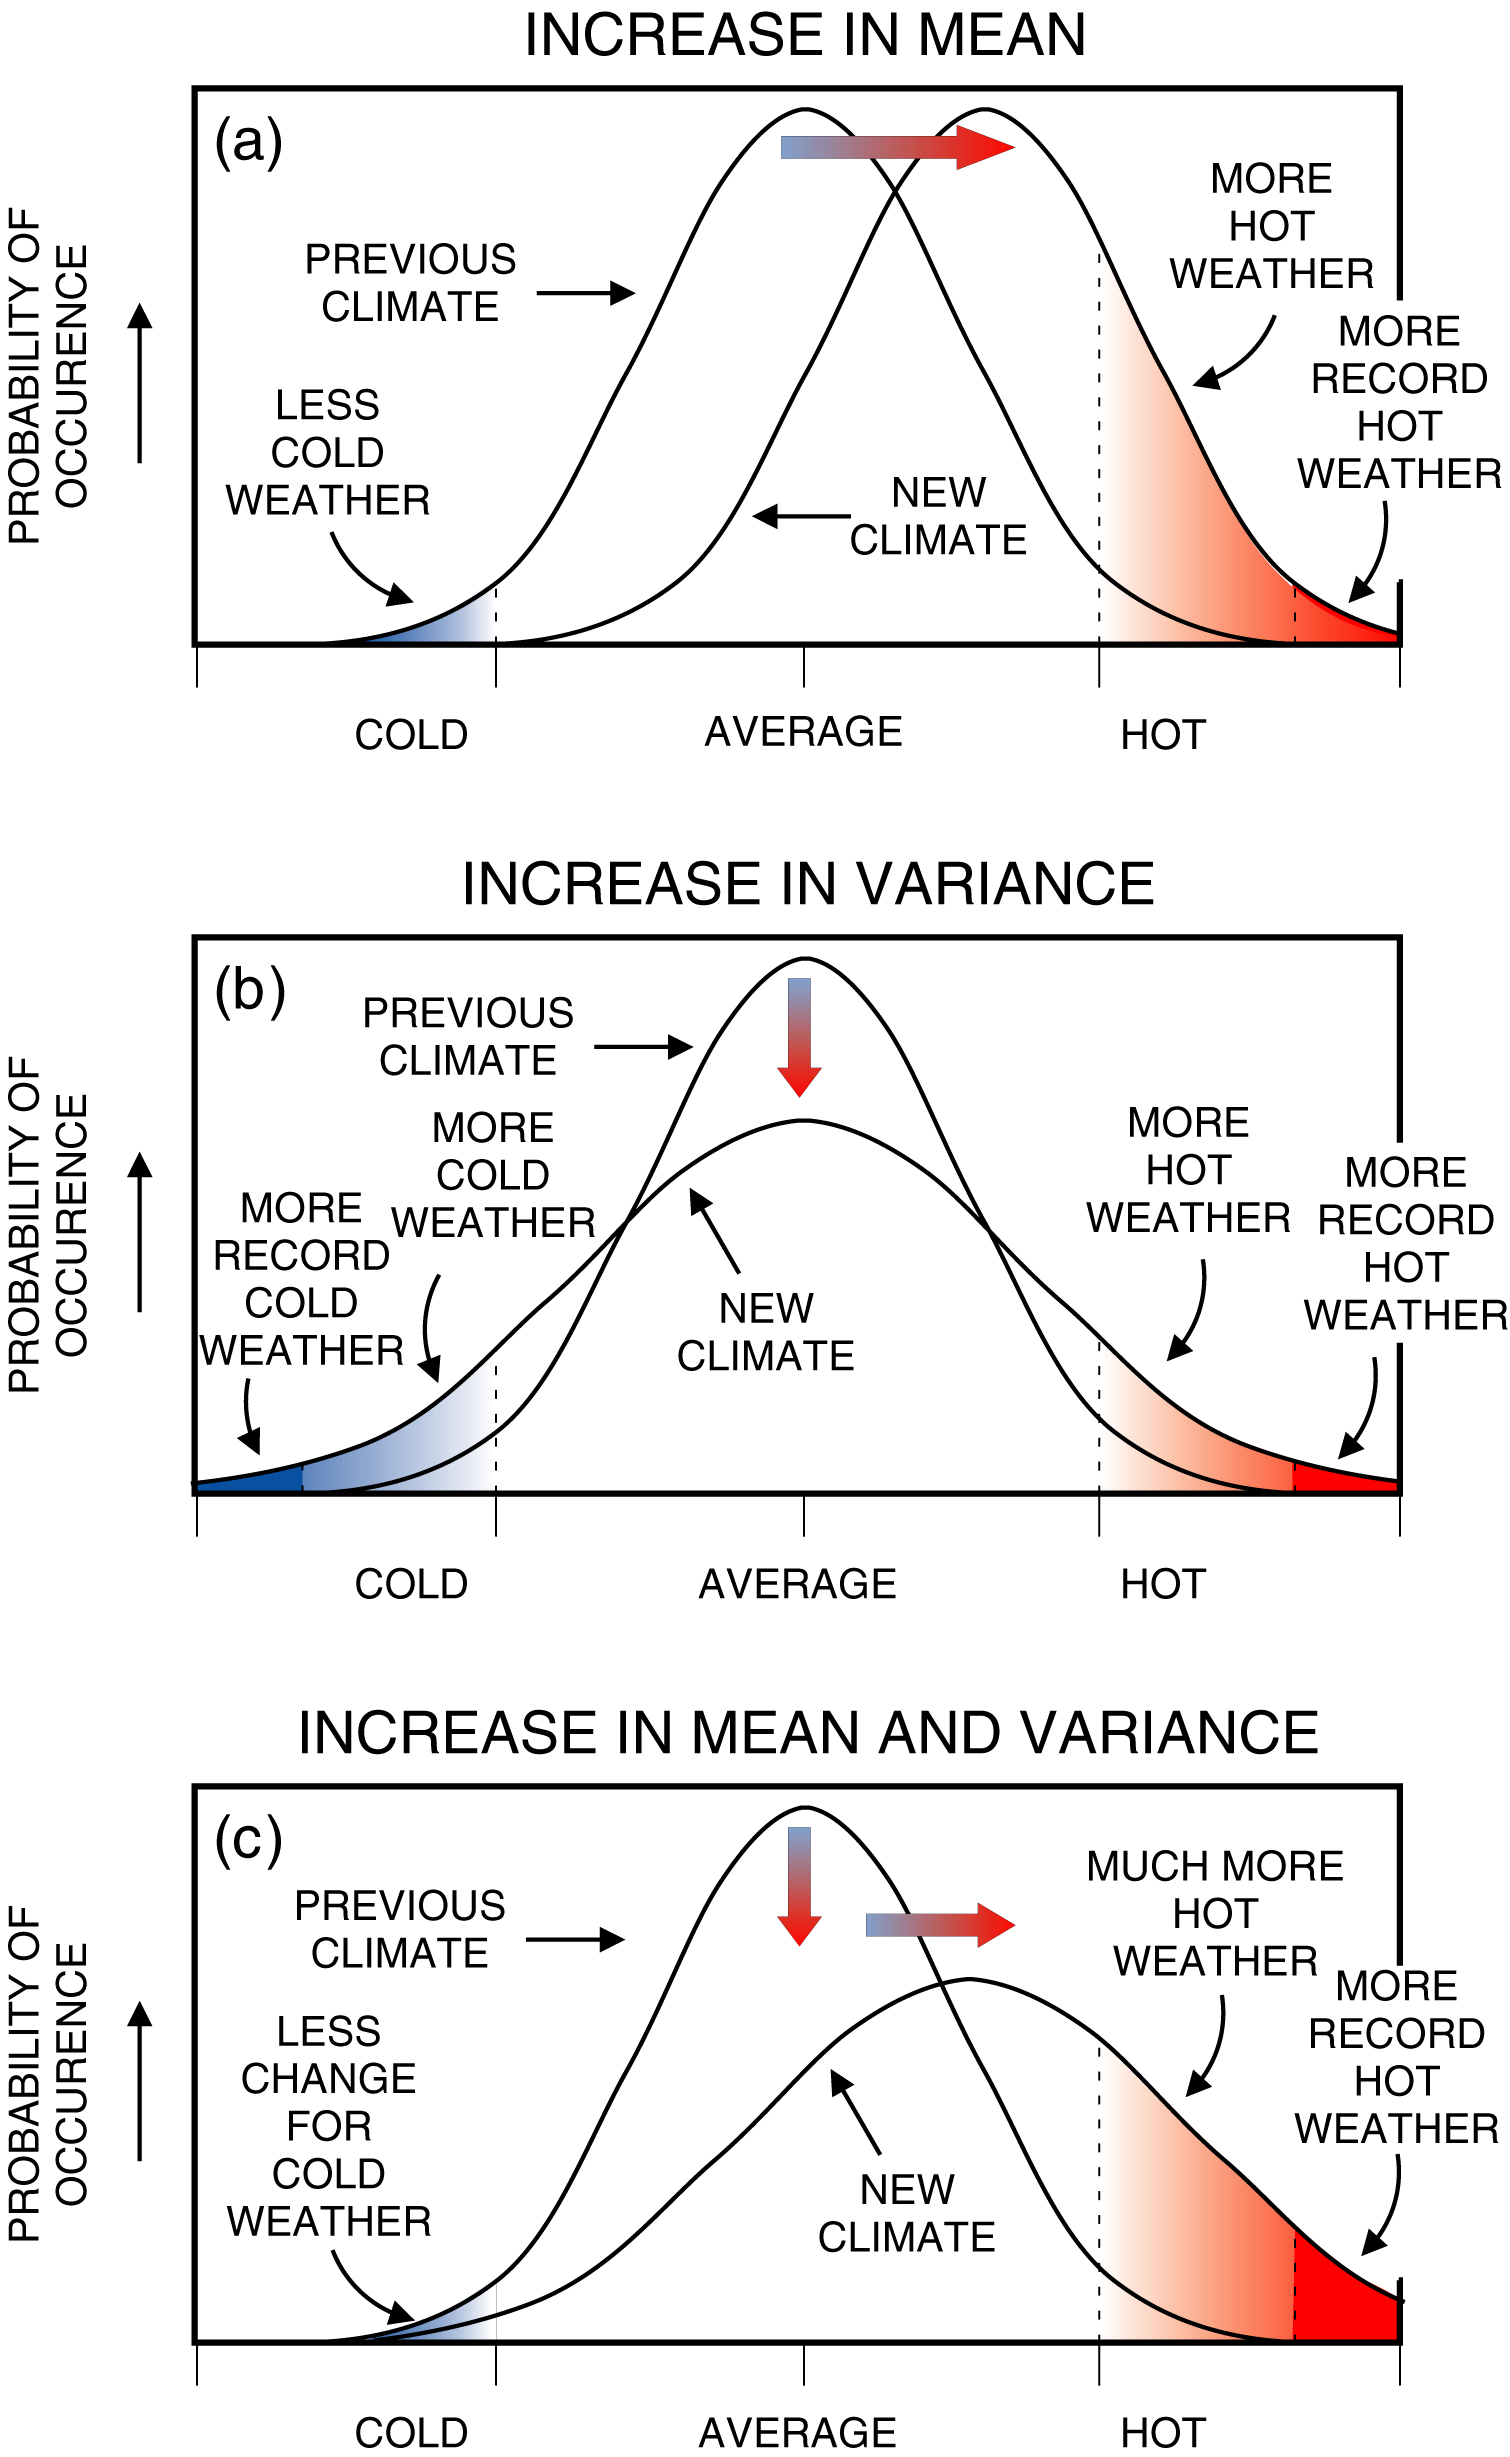 INCREASE IN MEAN
(a)
PROBABILITY OF
OCCURENCE
PREVIOUS
CLIMATE
LESS
COLD
WEATHER
NEW
CLIMATE
MORE
HOT
WEATHER
MORE
RECORD
HOT
WEATHER
COLD
AVERAGE
HOT
INCREASE IN VARIANCE
(b)
PROBABILITY OF
OCCURENCE
PREVIOUS
CLIMATE
MORE
COLD
WEATHER
MORE
RECORD
COLD
WEATHER
NEW
CLIMATE
MORE
HOT
WEATHER
MORE
RECORD
HOT
WEATHER
COLD
AVERAGE
HOT
INCREASE IN MEAN AND VARIANCE
(c)
PROBABILITY OF
OCCURENCE
PREVIOUS
CLIMATE
LESS
CHANGE
FOR
COLD
WEATHER
NEW
CLIMATE
MUCH MORE
HOT
WEATHER
MORE
RECORD
HOT
WEATHER
COLD
AVERAGE
HOT